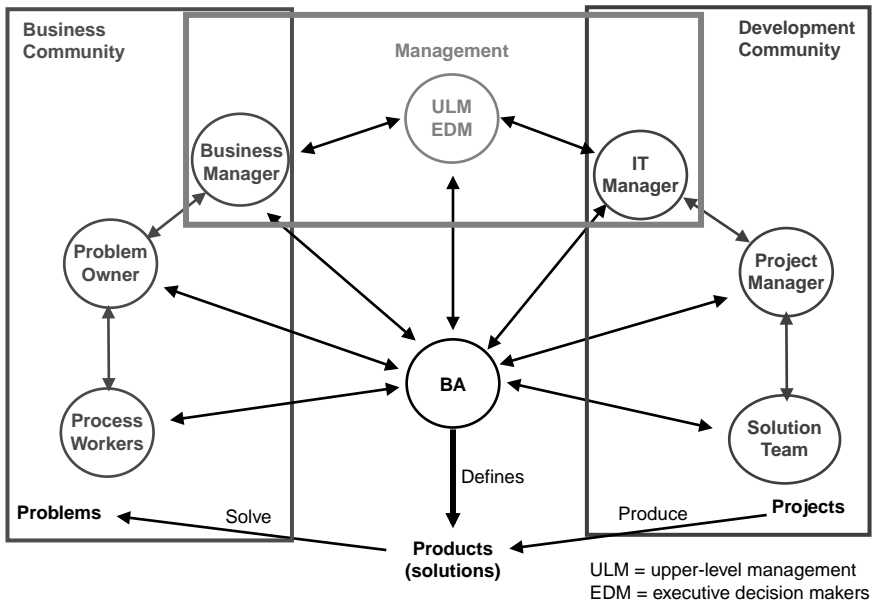 Business
Community
Management
Development
Community
ULM
EDM
Business
Manager
IT
Manager
Problem
Owner
Project
Manager
BA
Process
Workers
Solution
Team
Defines
Problems
Solve
Produce
Projects
Products
(solutions)
ULM = upper-level management
EDM = executive decision makers